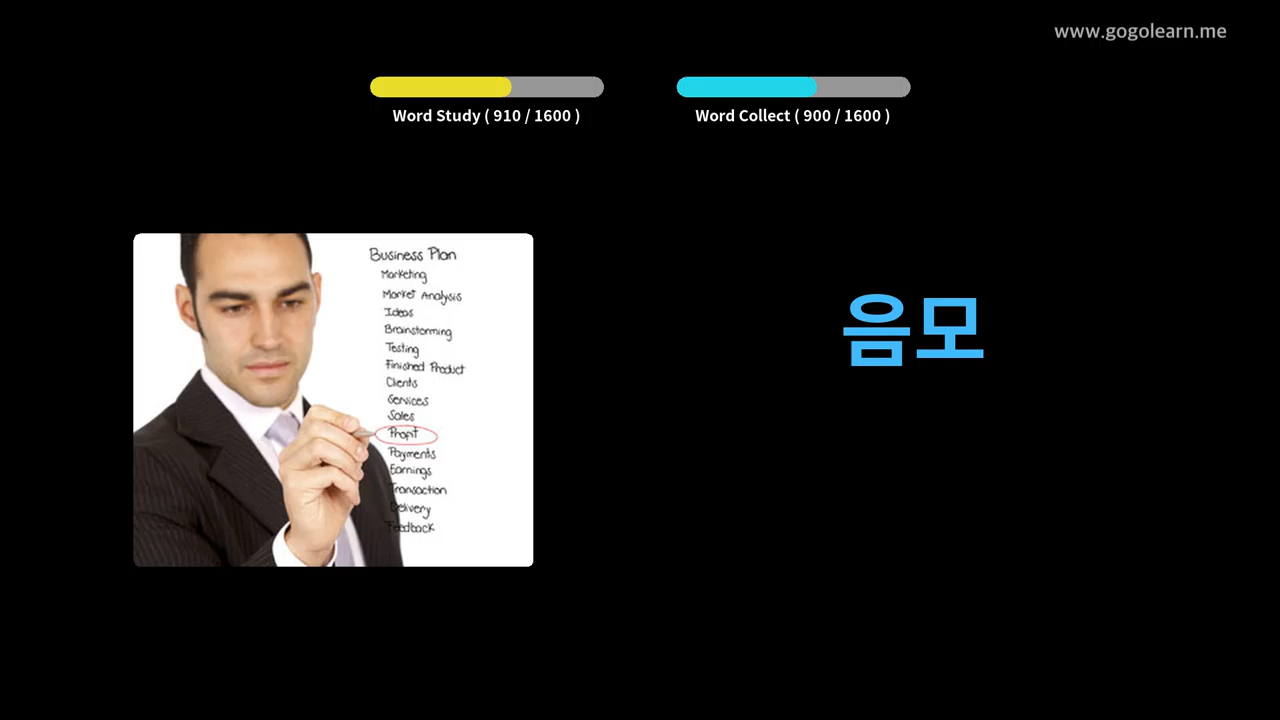 www.gogolearn.me
Word Study ( 910 / 1600 )
Word Collect ( 900 / 1600 )
Business Plan
Marketing
Market Analysis
Ideas
Brainstorming
Testing
Finished Product
Clients
Services
Sales
Profit
Payments
Earnings
Transaction
Delivery
Feedback
음모